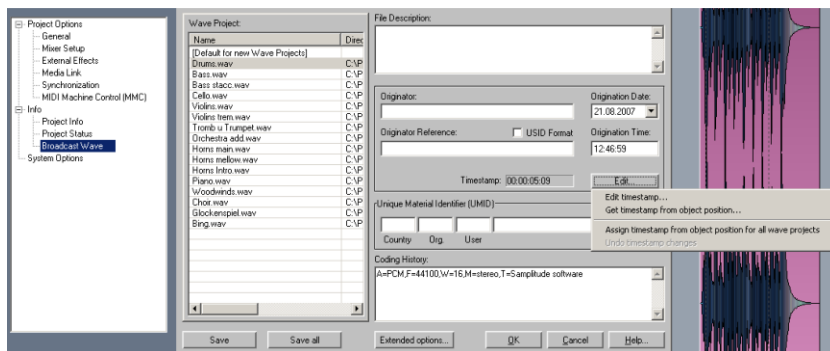 Project Options
General
Mixer Setup
External Effects
Media Link
Synchronization
MIDI Machine Control (MMC)
Info
Project Info
Project Status
Broadcast Wave
System Options
Wave Project:
Name Direc
[Default for new Wave Projects]
Drums.wav C:\P
Bass.wav C:\P
Bass stacc.wav C:\P
Cello.wav C:\P
Violins.wav C:\P
Violins trem.wav C:\P
Tromb u Trumpet.wav C:\P
Orchestra add.wav C:\P
Horns main.wav C:\P
Horns mellow.wav C:\P
Horns Intro.wav C:\P
Piano.wav C:\P
Woodwinds.wav C:\P
Choir.wav C:\P
Glockenspiel.wav C:\P
Bing.wav C:\P
File Description:
Originator: Origination Date:
21.08.2007
Originator Reference: USID Format Origination Time:
12:46:59
Timestamp: 00:00:05:09 Edit...
Edit timestamp...
Get timestamp from object position...
Assign timestamp from object position for all wave projects
Undo timestamp changes
Unique Material Identifier (UMID)
Country Org. User
Coding History:
A=PCM,F=44100,W=16,M=stereo,T=Samplitude software
Save Save all Extended options... OK Cancel Help...